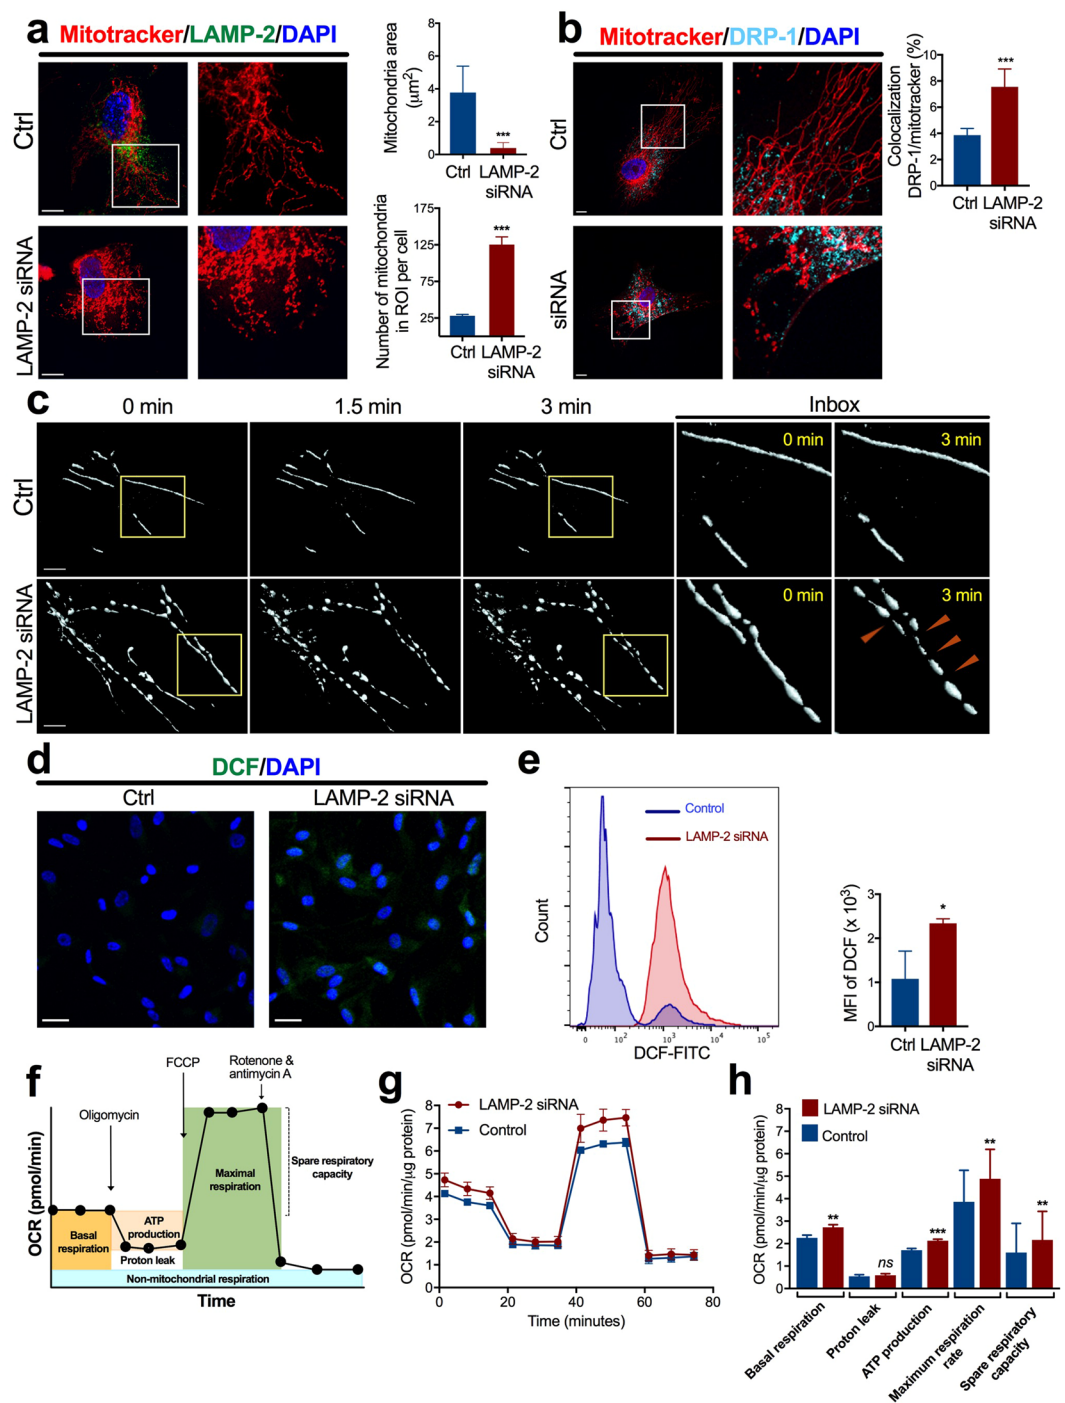 a
Mitotracker/LAMP-2/DAPI
Ctrl
LAMP-2 siRNA
Mitochondria area
(µm²)
8
6
4
2
0
***
Ctrl LAMP-2
siRNA
Number of mitochondria
in ROI per cell
175
125
75
25
***
Ctrl LAMP-2
siRNA
b
Mitotracker/DRP-1/DAPI
Ctrl
siRNA
Colocalization
DRP-1/mitotracker (%)
10
8
6
4
2
0
***
Ctrl LAMP-2
siRNA
c
0 min
1.5 min
3 min
Inbox
Ctrl
0 min
3 min
LAMP-2 siRNA
0 min
3 min
d
DCF/DAPI
Ctrl
LAMP-2 siRNA
e
Control
LAMP-2 siRNA
Count
0 10² 10³ 10⁴ 10⁵
DCF-FITC
MFI of DCF (x 10³)
3
2
1
0
*
Ctrl LAMP-2
siRNA
f
FCCP
Rotenone &
antimycin A
Oligomycin
OCR (pmol/min)
Spare respiratory
capacity
Maximal
respiration
ATP
production
Basal
respiration
Proton leak
Non-mitochondrial respiration
Time
g
LAMP-2 siRNA
Control
OCR (pmol/min/µg protein)
8
7
6
5
4
3
2
1
0
0 20 40 60 80
Time (minutes)
h
LAMP-2 siRNA
Control
OCR (pmol/min/µg protein)
8
7
6
5
4
3
2
1
0
**
ns
***
**
**
Basal respiration
Proton leak
ATP production
Maximum respiration
rate
Spare respiratory
capacity